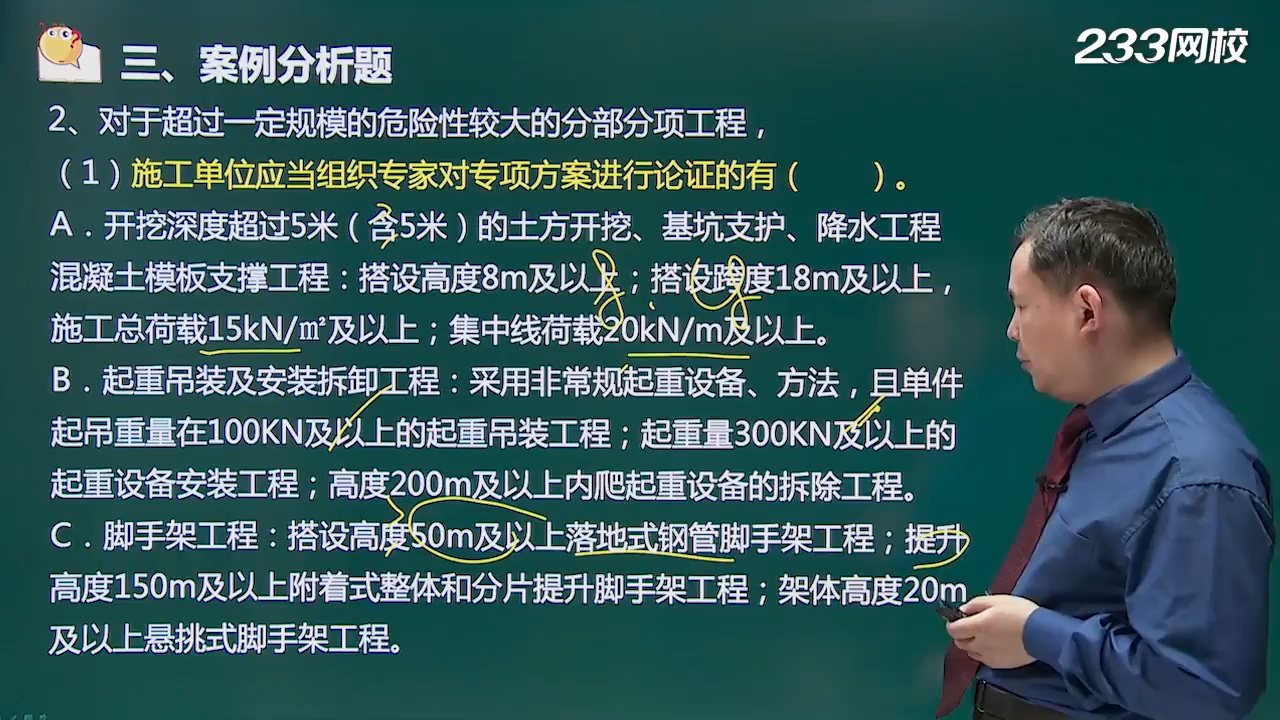 233网校
三、案例分析题
2、对于超过一定规模的危险性较大的分部分项工程，
（1）施工单位应当组织专家对专项方案进行论证的有（　　）。
A．开挖深度超过5米（含5米）的土方开挖、基坑支护、降水工程
混凝土模板支撑工程：搭设高度8m及以上；搭设跨度18m及以上，
施工总荷载15kN/㎡及以上；集中线荷载20kN/m及以上。
B．起重吊装及安装拆卸工程：采用非常规起重设备、方法，且单件
起吊重量在100KN及以上的起重吊装工程；起重量300KN及以上的
起重设备安装工程；高度200m及以上内爬起重设备的拆除工程。
C．脚手架工程：搭设高度50m及以上落地式钢管脚手架工程；提升
高度150m及以上附着式整体和分片提升脚手架工程；架体高度20m
及以上悬挑式脚手架工程。